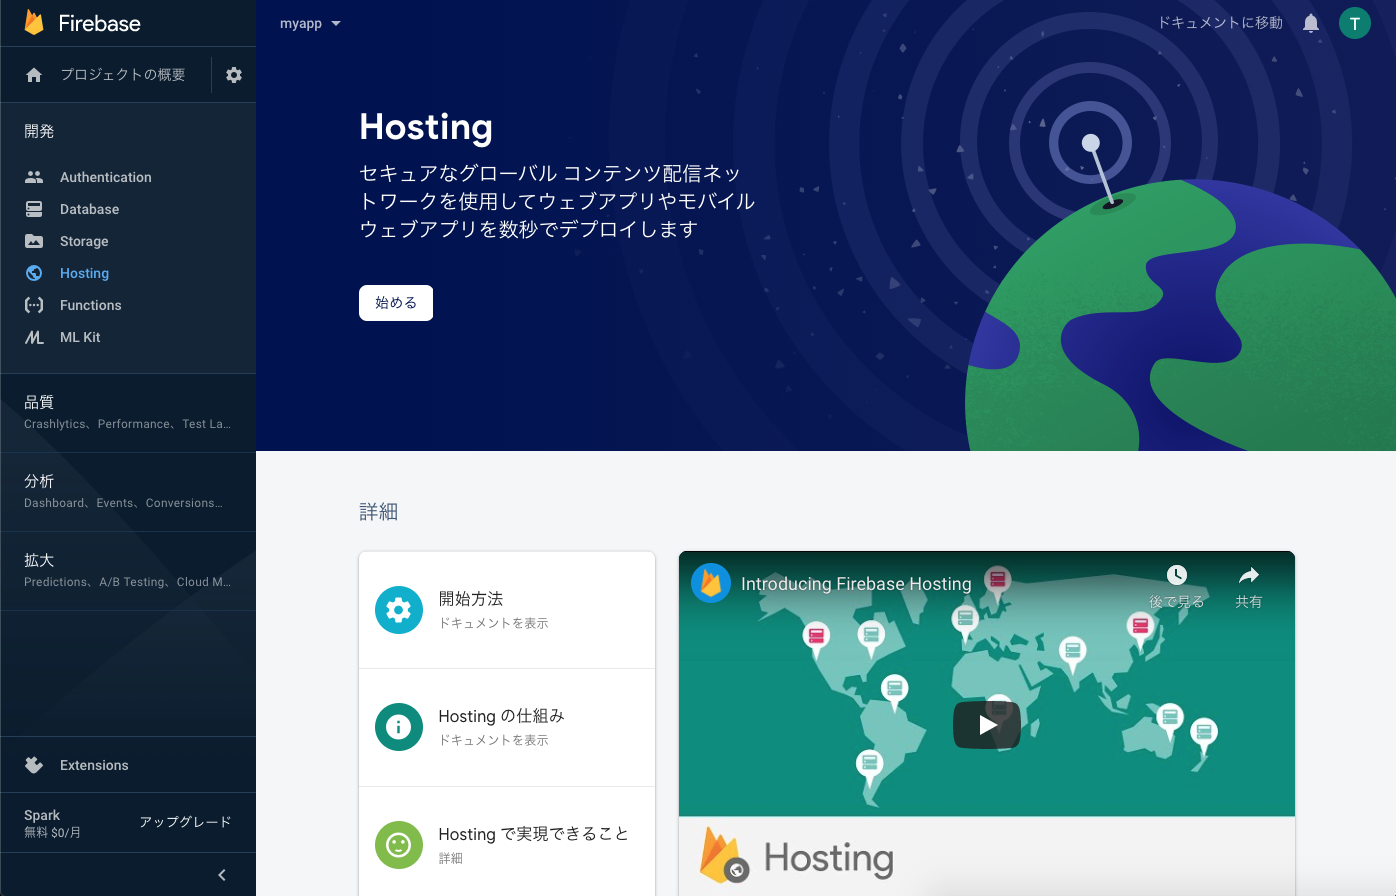 Firebase
プロジェクトの概要
開発
Authentication
Database
Storage
Hosting
Functions
ML Kit
品質
Crashlytics、Performance、Test La…
分析
Dashboard、Events、Conversions…
拡大
Predictions、A/B Testing、Cloud M…
Extensions
Spark
無料 $0/月
アップグレード
myapp
ドキュメントに移動
T
Hosting
セキュアなグローバル コンテンツ配信ネッ
トワークを使用してウェブアプリやモバイル
ウェブアプリを数秒でデプロイします
始める
詳細
開始方法
ドキュメントを表示
Hosting の仕組み
ドキュメントを表示
Hosting で実現できること
詳細
Introducing Firebase Hosting
後で見る
共有
Hosting